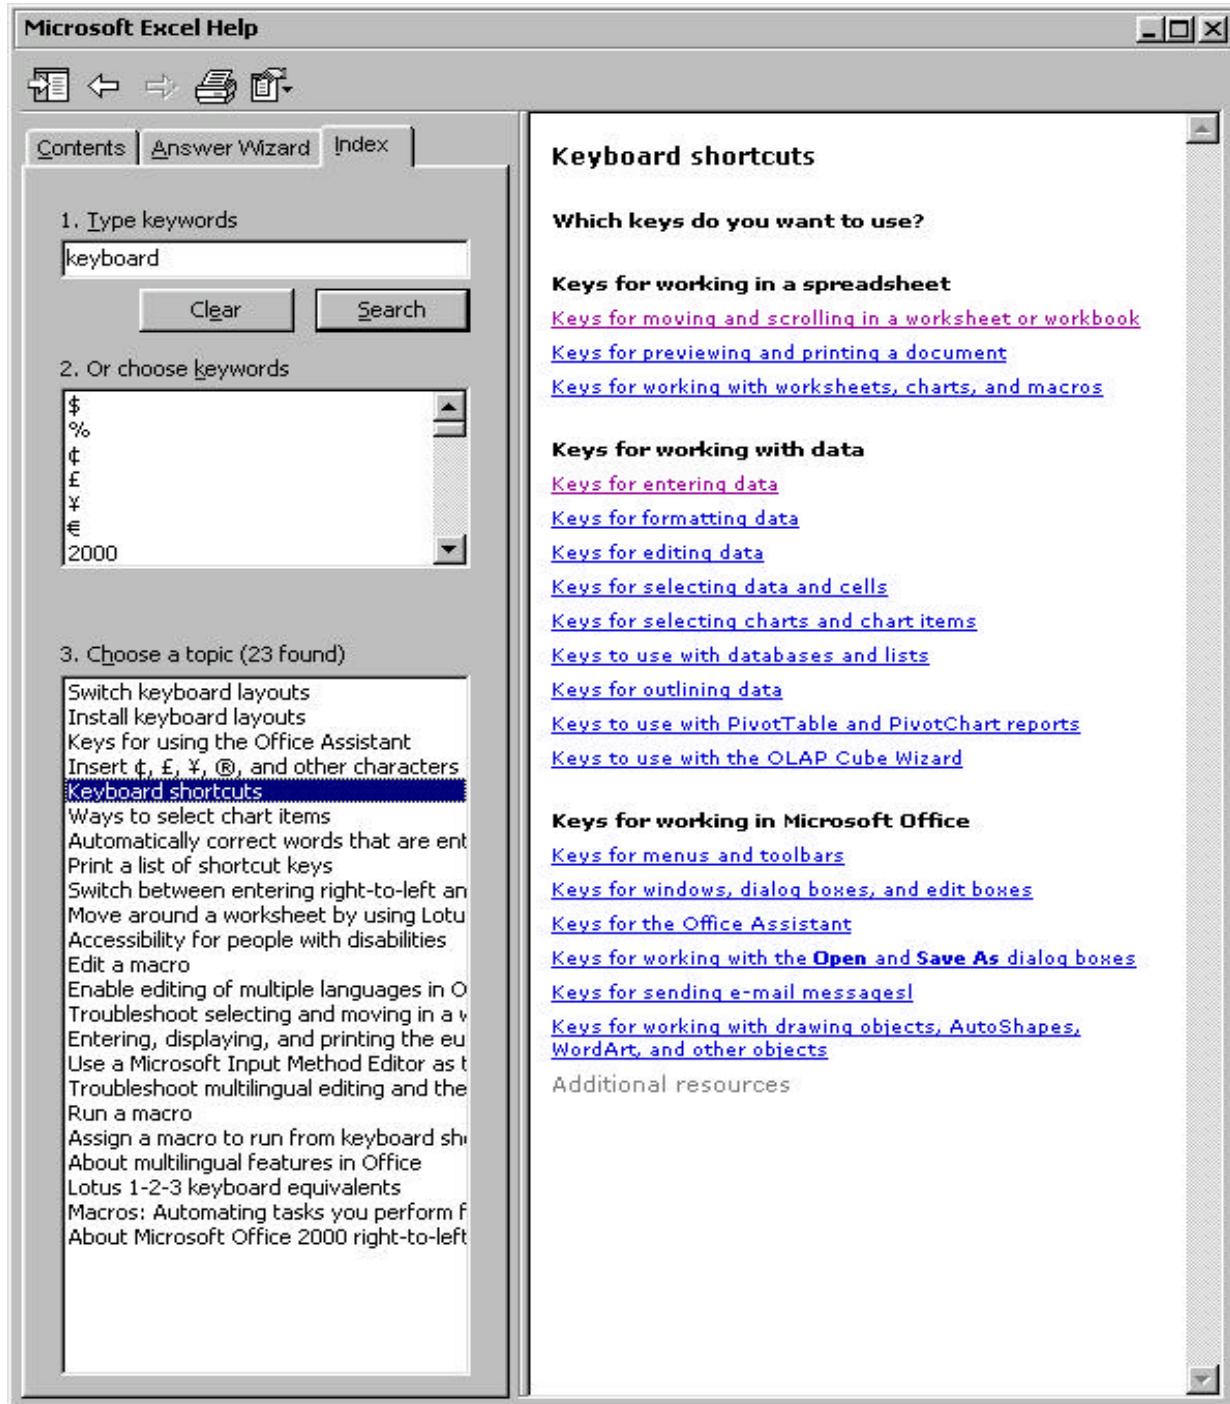 Microsoft Excel Help
Contents
Answer Wizard
Index
1. Type keywords
keyboard
Clear
Search
2. Or choose keywords
$
%
¢
£
¥
€
2000
3. Choose a topic (23 found)
Switch keyboard layouts
Install keyboard layouts
Keys for using the Office Assistant
Insert ¢, £, ¥, ®, and other characters
Keyboard shortcuts
Ways to select chart items
Automatically correct words that are ent
Print a list of shortcut keys
Switch between entering right-to-left an
Move around a worksheet by using Lotu
Accessibility for people with disabilities
Edit a macro
Enable editing of multiple languages in O
Troubleshoot selecting and moving in a w
Entering, displaying, and printing the eu
Use a Microsoft Input Method Editor as t
Troubleshoot multilingual editing and the
Run a macro
Assign a macro to run from keyboard sho
About multilingual features in Office
Lotus 1-2-3 keyboard equivalents
Macros: Automating tasks you perform f
About Microsoft Office 2000 right-to-left
Keyboard shortcuts
Which keys do you want to use?
Keys for working in a spreadsheet
Keys for moving and scrolling in a worksheet or workbook
Keys for previewing and printing a document
Keys for working with worksheets, charts, and macros
Keys for working with data
Keys for entering data
Keys for formatting data
Keys for editing data
Keys for selecting data and cells
Keys for selecting charts and chart items
Keys to use with databases and lists
Keys for outlining data
Keys to use with PivotTable and PivotChart reports
Keys to use with the OLAP Cube Wizard
Keys for working in Microsoft Office
Keys for menus and toolbars
Keys for windows, dialog boxes, and edit boxes
Keys for the Office Assistant
Keys for working with the Open and Save As dialog boxes
Keys for sending e-mail messagesl
Keys for working with drawing objects, AutoShapes,
WordArt, and other objects
Additional resources